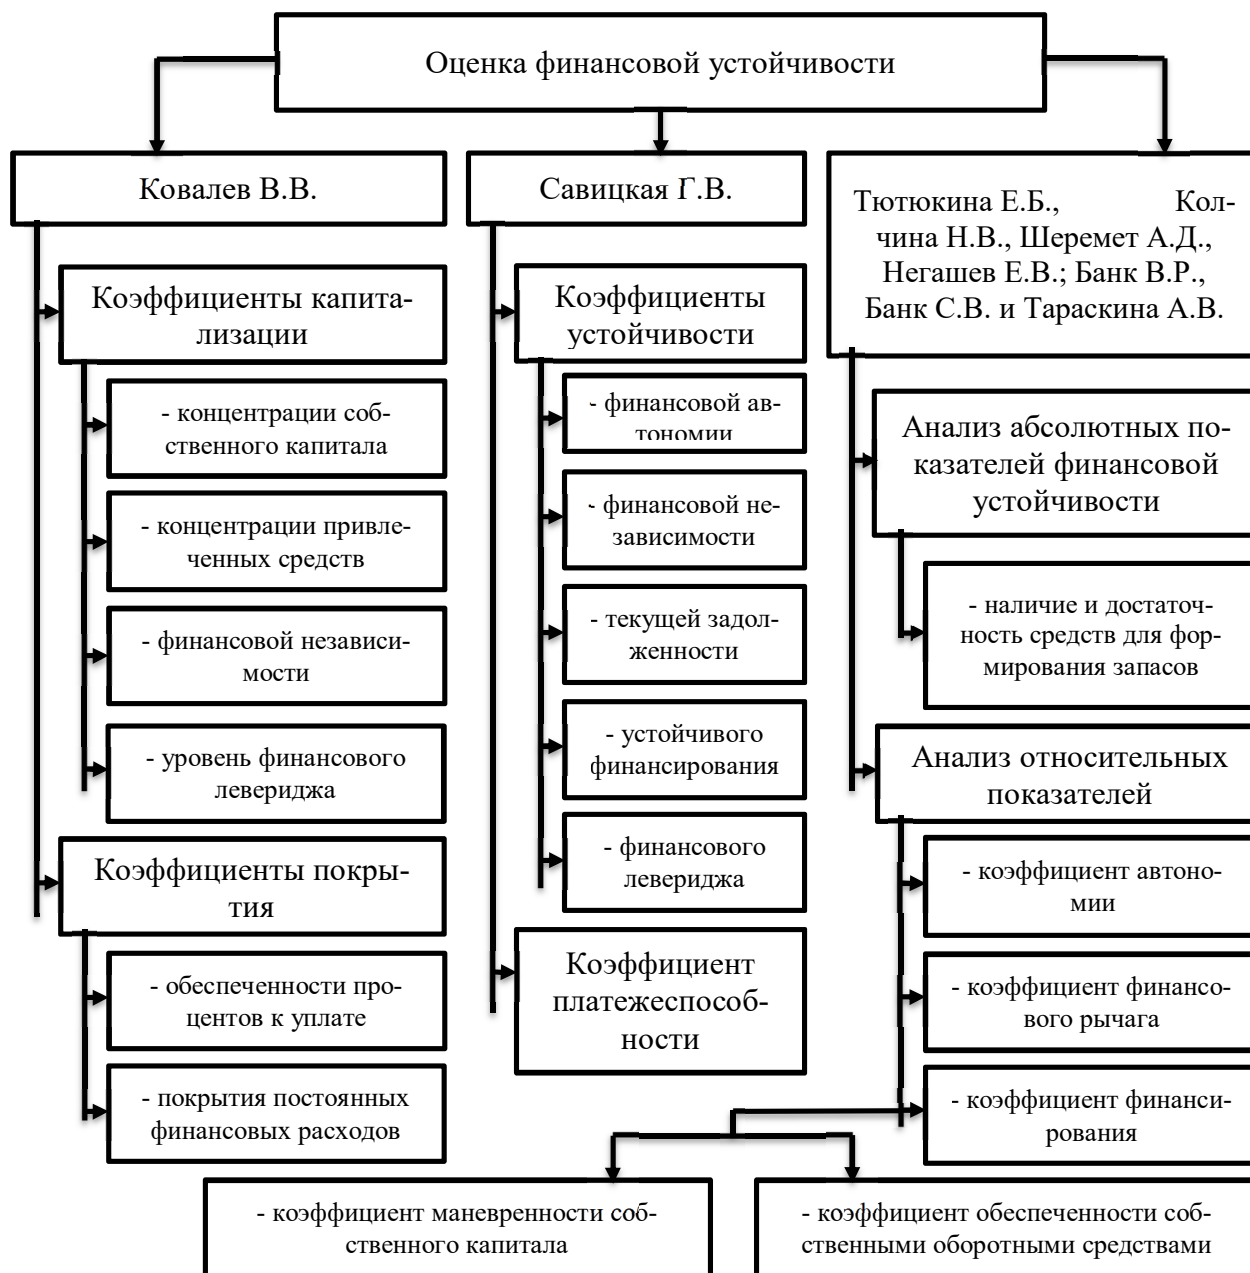 Оценка финансовой устойчивости
Ковалев В.В.
Коэффициенты капита-
лизации
- концентрации соб-
ственного капитала
- концентрации привле-
ченных средств
- финансовой независи-
мости
- уровень финансового
левериджа
Коэффициенты покры-
тия
- обеспеченности про-
центов к уплате
- покрытия постоянных
финансовых расходов
Савицкая Г.В.
Коэффициенты
устойчивости
- финансовой ав-
тономии
- финансовой не-
зависимости
- текущей задол-
женности
- устойчивого
финансирования
- финансового
левериджа
Коэффициент
платежеспособ-
ности
Тютюкина Е.Б., Кол-
чина Н.В., Шеремет А.Д.,
Негашев Е.В.; Банк В.Р.,
Банк С.В. и Тараскина А.В.
Анализ абсолютных по-
казателей финансовой
устойчивости
- наличие и достаточ-
ность средств для фор-
мирования запасов
Анализ относительных
показателей
- коэффициент автоно-
мии
- коэффициент финансо-
вого рычага
- коэффициент финанси-
рования
- коэффициент маневренности соб-
ственного капитала
- коэффициент обеспеченности соб-
ственными оборотными средствами